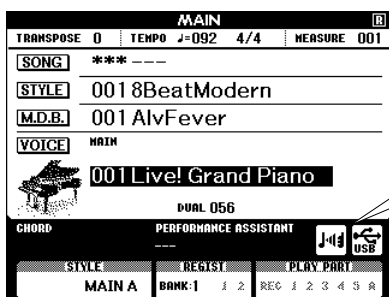 MAIN R
TRANSPOSE 0 TEMPO ♩=092 4/4 MEASURE 001
SONG *** ---
STYLE 001 8BeatModern
M.D.B. 001 AlvFever
VOICE MAIN
001 Live! Grand Piano
DUAL 056
CHORD PERFORMANCE ASSISTANT
---
USB
STYLE REGIST PLAY PART
MAIN A BANK:1 1 2 REC 1 2 3 4 5 A